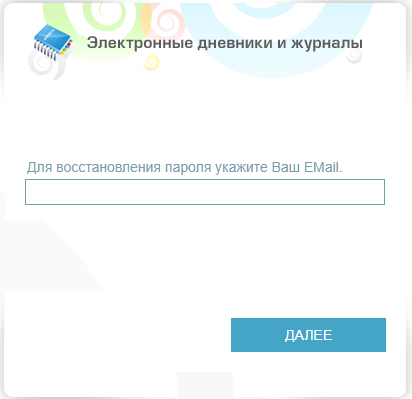 Электронные дневники и журналы
Для восстановления пароля укажите Ваш EMail.
ДАЛЕЕ